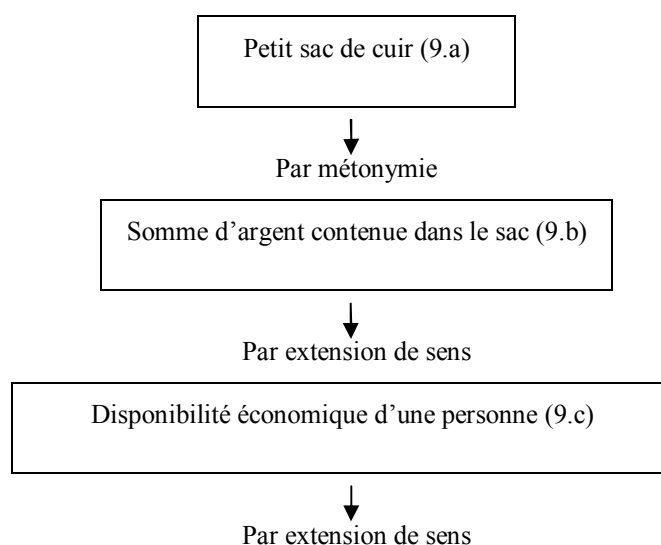 Petit sac de cuir (9.a)
Par métonymie
Somme d’argent contenue dans le sac (9.b)
Par extension de sens
Disponibilité économique d’une personne (9.c)
Par extension de sens